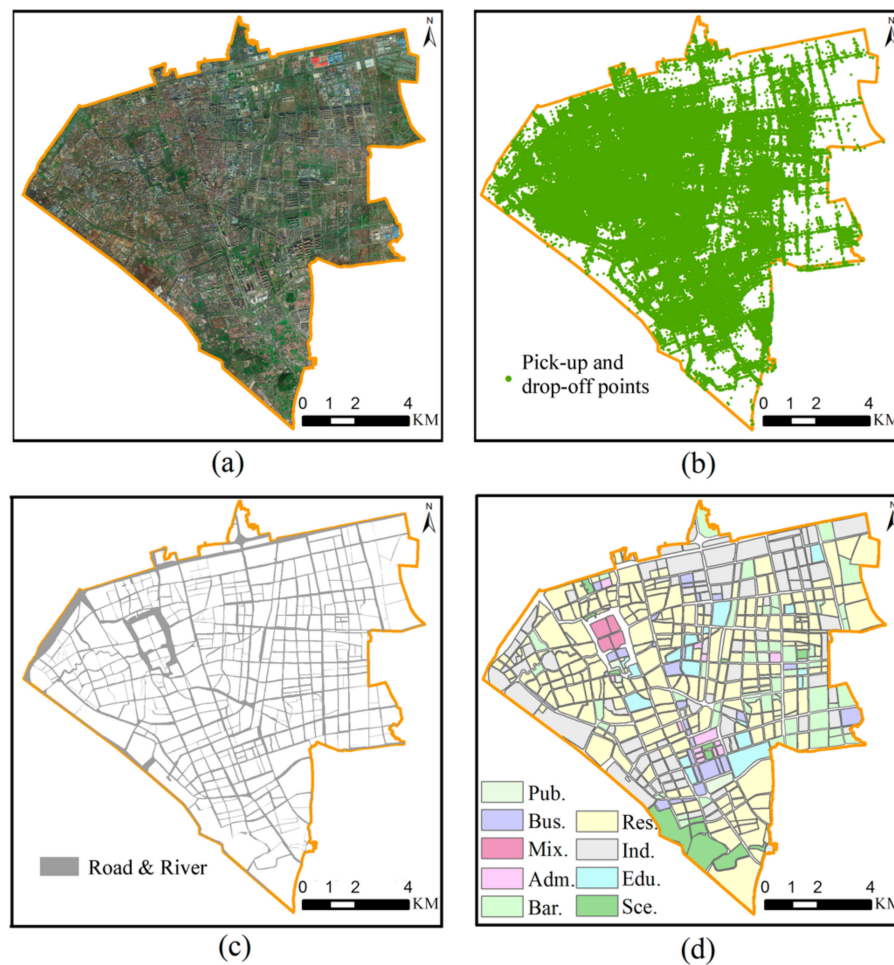 N
0 1 2 4
KM
(a)
N
Pick-up and
drop-off points
0 1 2 4
KM
(b)
N
Road & River
0 1 2 4
KM
(c)
N
Pub.
Bus. Res.
Mix. Ind.
Adm. Edu.
Bar. Sce.
0 1 2 4
KM
(d)